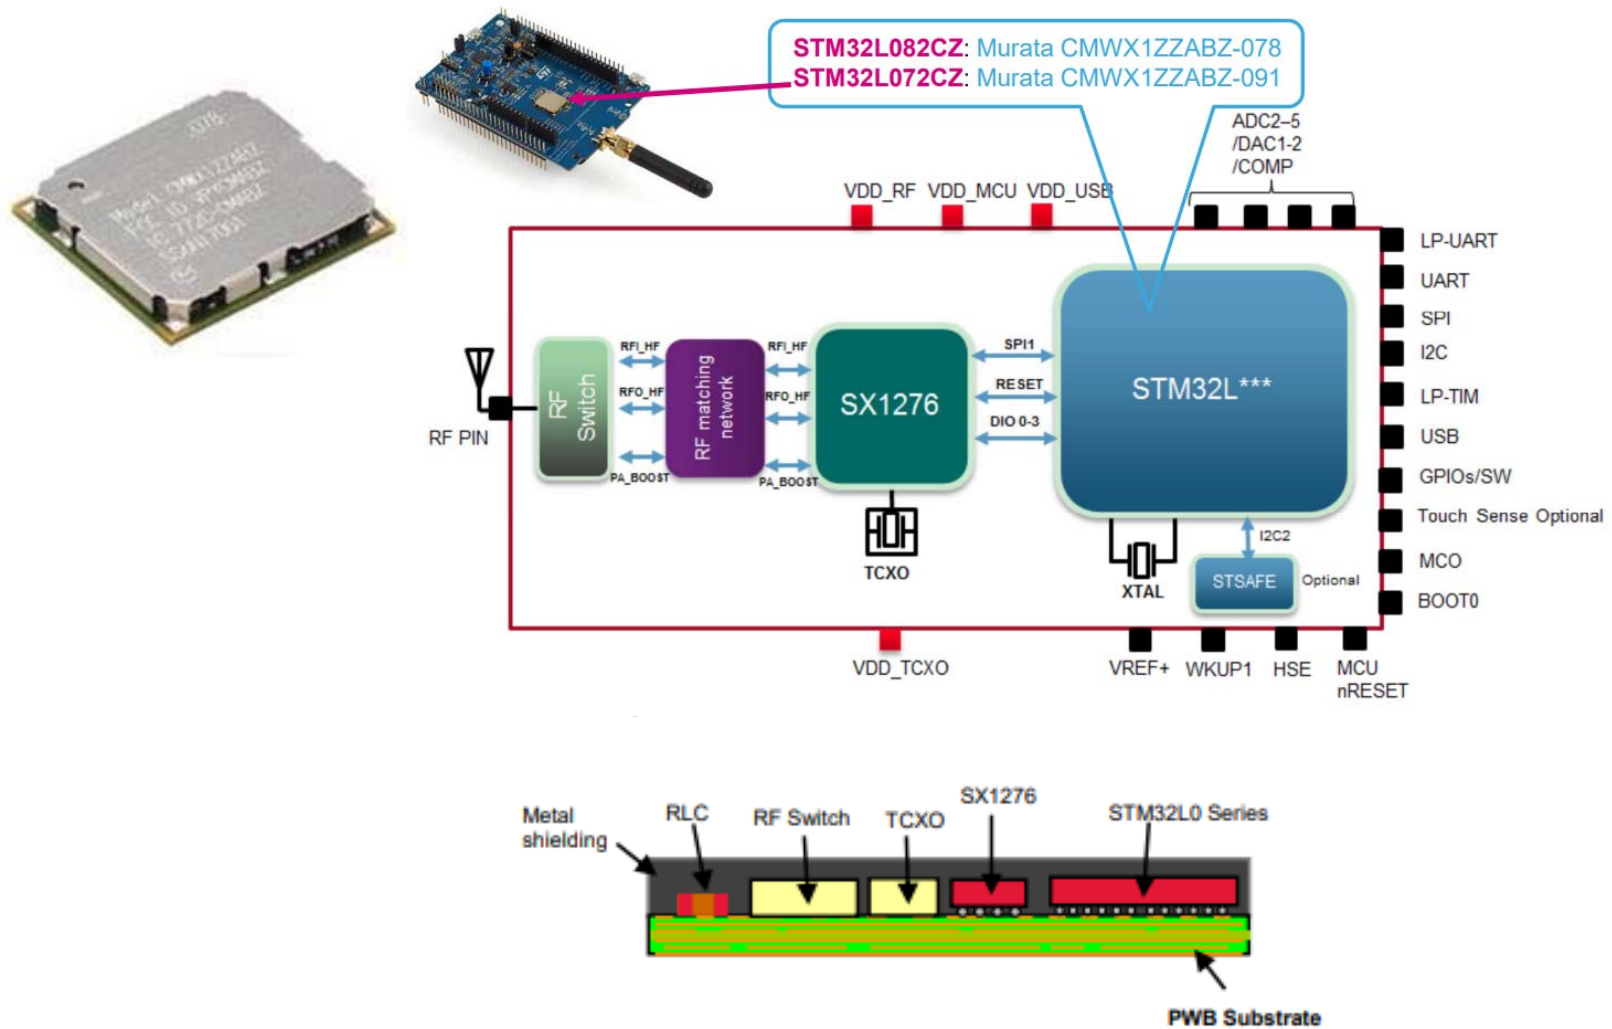 STM32L082CZ: Murata CMWX1ZZABZ-078
STM32L072CZ: Murata CMWX1ZZABZ-091
-078
Model: CMWX1ZZABZ
ADC2–5
/DAC1-2
/COMP
VDD_RF
VDD_MCU
VDD_USB
LP-UART
UART
SPI
I2C
LP-TIM
USB
GPIOs/SW
Touch Sense Optional
MCO
BOOT0
RF PIN
RF
Switch
RFI_HF
RFO_HF
PA_BOOST
RF matching
network
RFI_HF
RFO_HF
PA_BOOST
SX1276
SPI1
RESET
DIO 0-3
STM32L***
TCXO
XTAL
I2C2
STSAFE
Optional
VDD_TCXO
VREF+
WKUP1
HSE
MCU
nRESET
Metal
shielding
RLC
RF Switch
TCXO
SX1276
STM32L0 Series
PWB Substrate